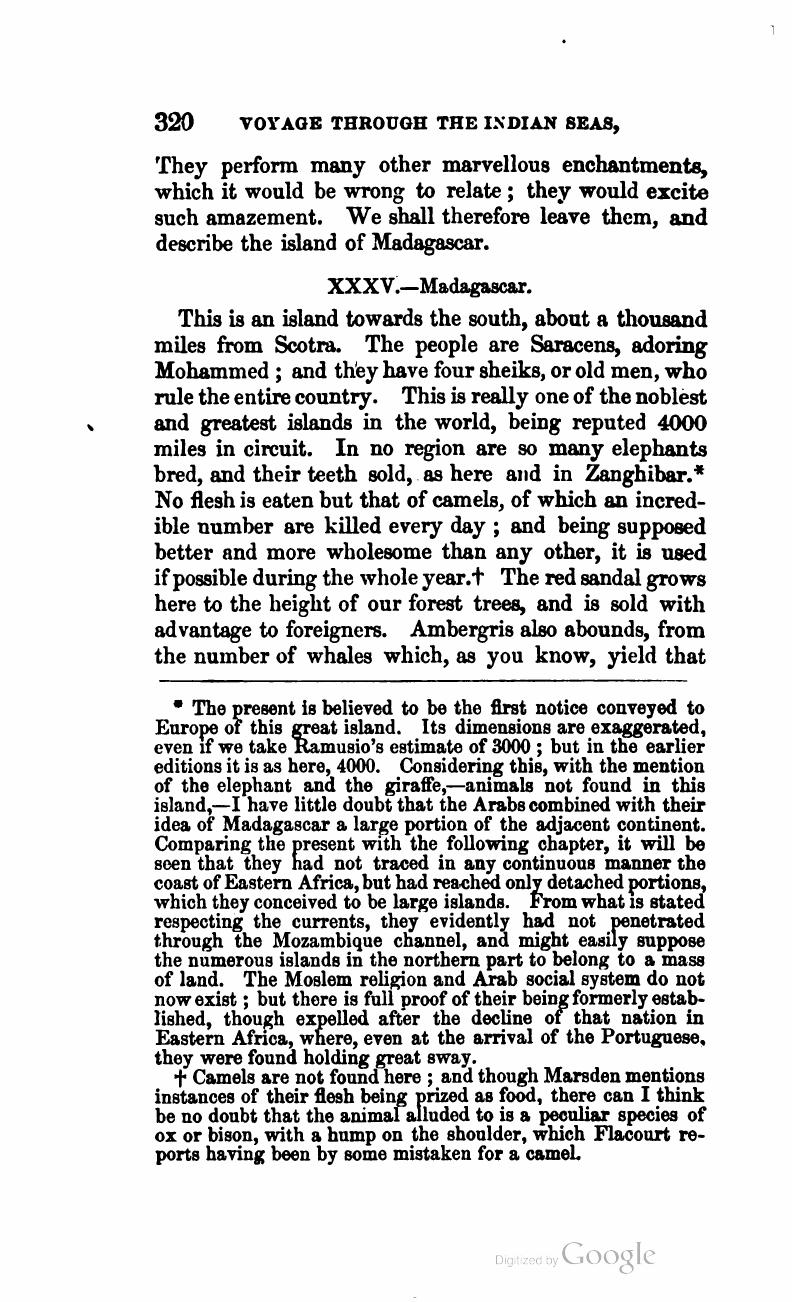 320 VOYAGE THROUGH THE INDIAN SEAS,
They perform many other marvellous enchantments,
which it would be wrong to relate ; they would excite
such amazement. We shall therefore leave them, and
describe the island of Madagascar.
XXXV.—Madagascar.
This is an island towards the south, about a thousand
miles from Scotra. The people are Saracens, adoring
Mohammed ; and they have four sheiks, or old men, who
rule the entire country. This is really one of the noblest
and greatest islands in the world, being reputed 4000
miles in circuit. In no region are so many elephants
bred, and their teeth sold, as here and in Zanghibar.*
No flesh is eaten but that of camels, of which an incred-
ible number are killed every day ; and being supposed
better and more wholesome than any other, it is used
if possible during the whole year.† The red sandal grows
here to the height of our forest trees, and is sold with
advantage to foreigners. Ambergris also abounds, from
the number of whales which, as you know, yield that
* The present is believed to be the first notice conveyed to
Europe of this great island. Its dimensions are exaggerated,
even if we take Ramusio's estimate of 3000 ; but in the earlier
editions it is as here, 4000. Considering this, with the mention
of the elephant and the giraffe,—animals not found in this
island,—I have little doubt that the Arabs combined with their
idea of Madagascar a large portion of the adjacent continent.
Comparing the present with the following chapter, it will be
seen that they had not traced in any continuous manner the
coast of Eastern Africa, but had reached only detached portions,
which they conceived to be large islands. From what is stated
respecting the currents, they evidently had not penetrated
through the Mozambique channel, and might easily suppose
the numerous islands in the northern part to belong to a mass
of land. The Moslem religion and Arab social system do not
now exist ; but there is full proof of their being formerly estab-
lished, though expelled after the decline of that nation in
Eastern Africa, where, even at the arrival of the Portuguese,
they were found holding great sway.
† Camels are not found here ; and though Marsden mentions
instances of their flesh being prized as food, there can I think
be no doubt that the animal alluded to is a peculiar species of
ox or bison, with a hump on the shoulder, which Flacourt re-
ports having been by some mistaken for a camel.
Digitized by Google